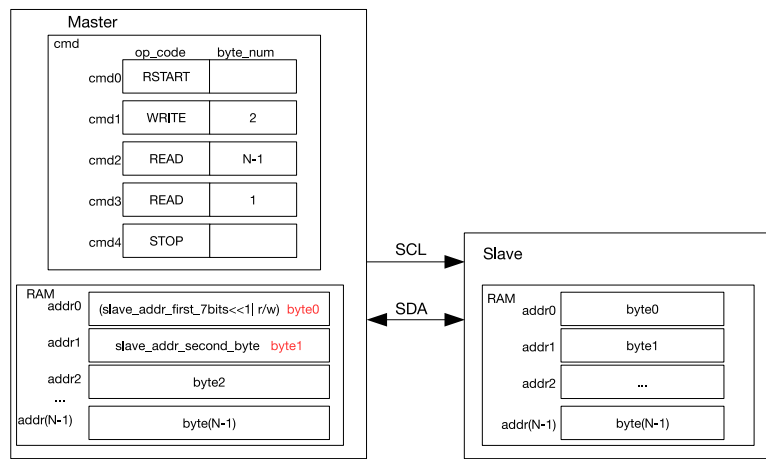 Master
cmd
op_code byte_num
cmd0 RSTART
cmd1 WRITE 2
cmd2 READ N-1
cmd3 READ 1
cmd4 STOP
SCL
SDA
RAM
addr0 (slave_addr_first_7bits<<1| r/w) byte0
addr1 slave_addr_second_byte byte1
addr2 byte2
...
addr(N-1) byte(N-1)
Slave
RAM
addr0 byte0
addr1 byte1
addr2 ...
addr(N-1) byte(N-1)